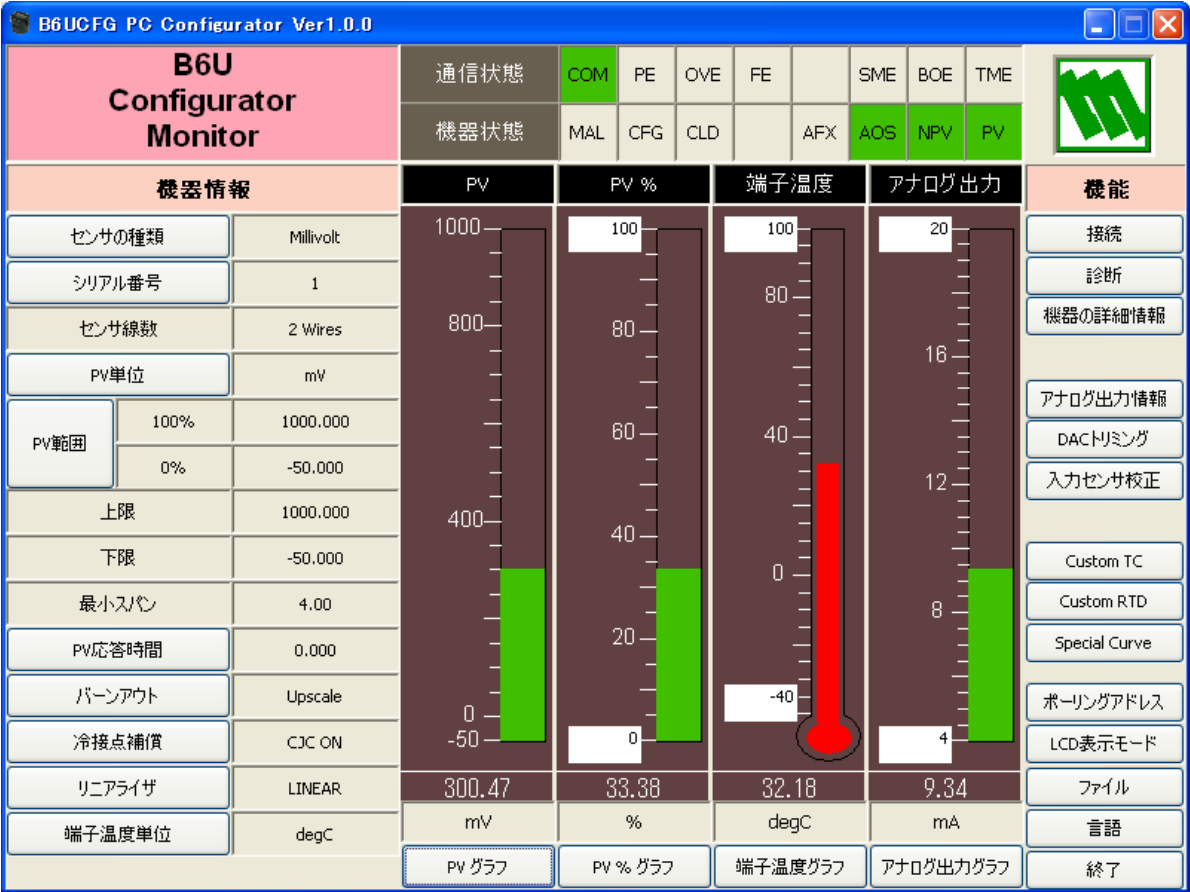 B6UCFG PC Configurator Ver1.0.0
B6U
Configurator
Monitor
通信状態 COM PE OVE FE SME BOE TME
機器状態 MAL CFG CLD AFX AOS NPV PV
機器情報
センサの種類 Millivolt
シリアル番号 1
センサ線数 2 Wires
PV単位 mV
PV範囲
100% 1000.000
0% -50.000
上限 1000.000
下限 -50.000
最小スパン 4.00
PV応答時間 0.000
バーンアウト Upscale
冷接点補償 CJC ON
リニアライザ LINEAR
端子温度単位 degC
PV
1000
800
400
0
-50
300.47
mV
PV グラフ
PV %
100
80
60
40
20
0
33.38
%
PV % グラフ
端子温度
100
80
40
0
-40
32.18
degC
端子温度グラフ
アナログ出力
20
16
12
8
4
9.34
mA
アナログ出力グラフ
機能
接続
診断
機器の詳細情報
アナログ出力情報
DACトリミング
入力センサ校正
Custom TC
Custom RTD
Special Curve
ポーリングアドレス
LCD表示モード
ファイル
言語
終了